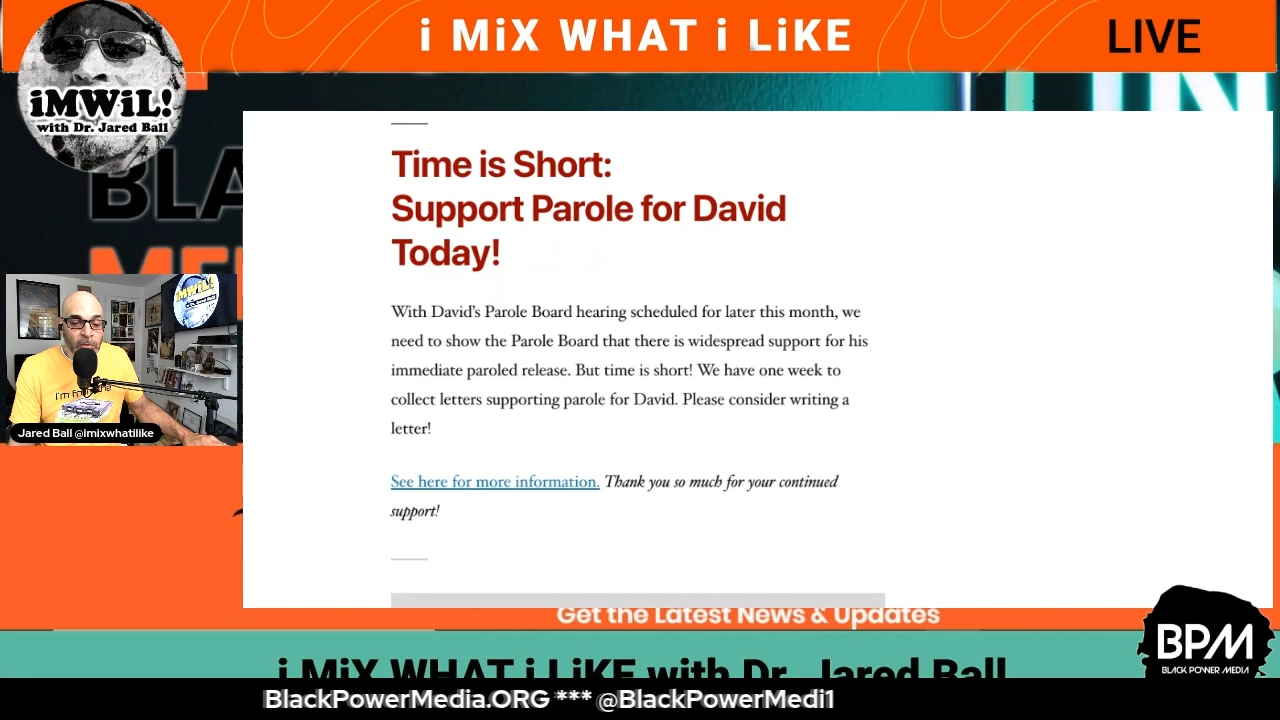 i MiX WHAT i LiKE
LIVE
iMWiL!
with Dr. Jared Ball
BLA
Time is Short:
Support Parole for David
Today!
With David's Parole Board hearing scheduled for later this month, we
need to show the Parole Board that there is widespread support for his
immediate paroled release. But time is short! We have one week to
collect letters supporting parole for David. Please consider writing a
letter!
See here for more information. Thank you so much for your continued
support!
iMWiL!
I'm from the
Jared Ball @imixwhatilike
Get the Latest News & Updates
i MiX WHAT i LiKE with Dr. Jared Ball
BPM
BLACK POWER MEDIA
BlackPowerMedia.ORG *** @BlackPowerMedi1